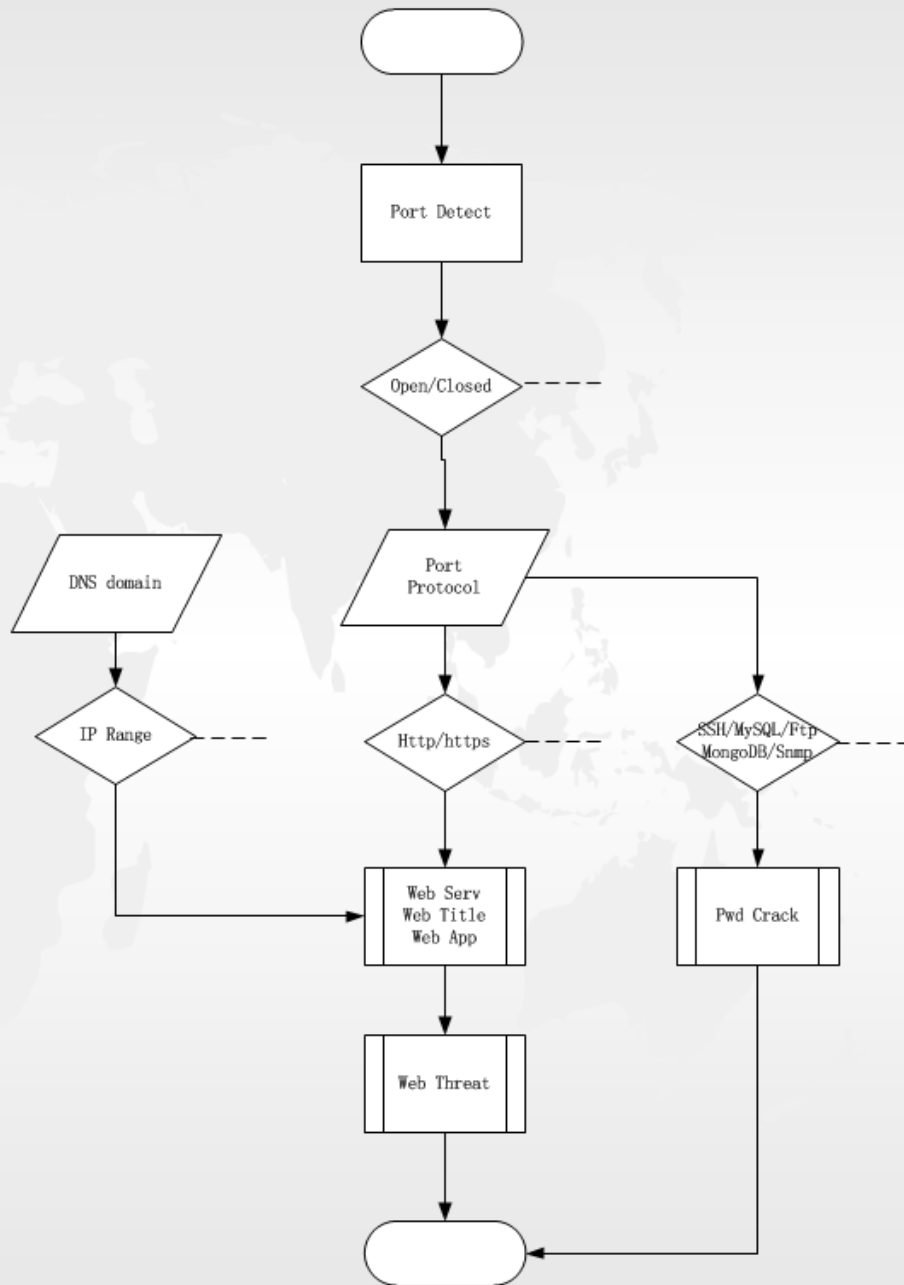 Port Detect
Open/Closed
Port
Protocol
DNS domain
IP Range
Http/https
SSH/MySQL/Ftp
MongoDB/Snmp
Web Serv
Web Title
Web App
Pwd Crack
Web Threat